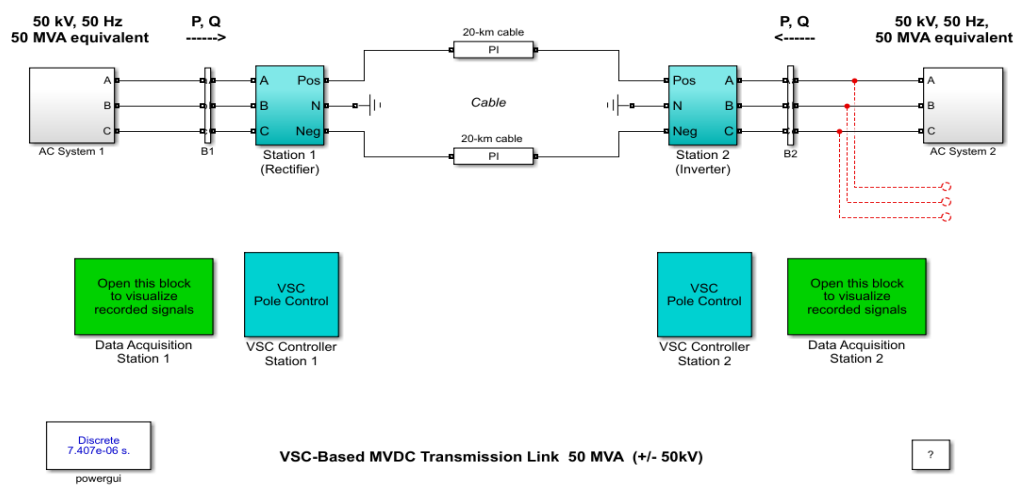 50 kV, 50 Hz
50 MVA equivalent
P, Q
------>
20-km cable
PI
P, Q
<------
50 kV, 50 Hz,
50 MVA equivalent
A
B
C
AC System 1
B1
A
B
C
Pos
N
Neg
Station 1
(Rectifier)
Cable
20-km cable
PI
Pos
N
Neg
A
B
C
Station 2
(Inverter)
B2
A
B
C
AC System 2
Open this block
to visualize
recorded signals
Data Acquisition
Station 1
VSC
Pole Control
VSC Controller
Station 1
VSC
Pole Control
VSC Controller
Station 2
Open this block
to visualize
recorded signals
Data Acquisition
Station 2
Discrete
7.407e-06 s.
powergui
VSC-Based MVDC Transmission Link 50 MVA (+/- 50kV)
?